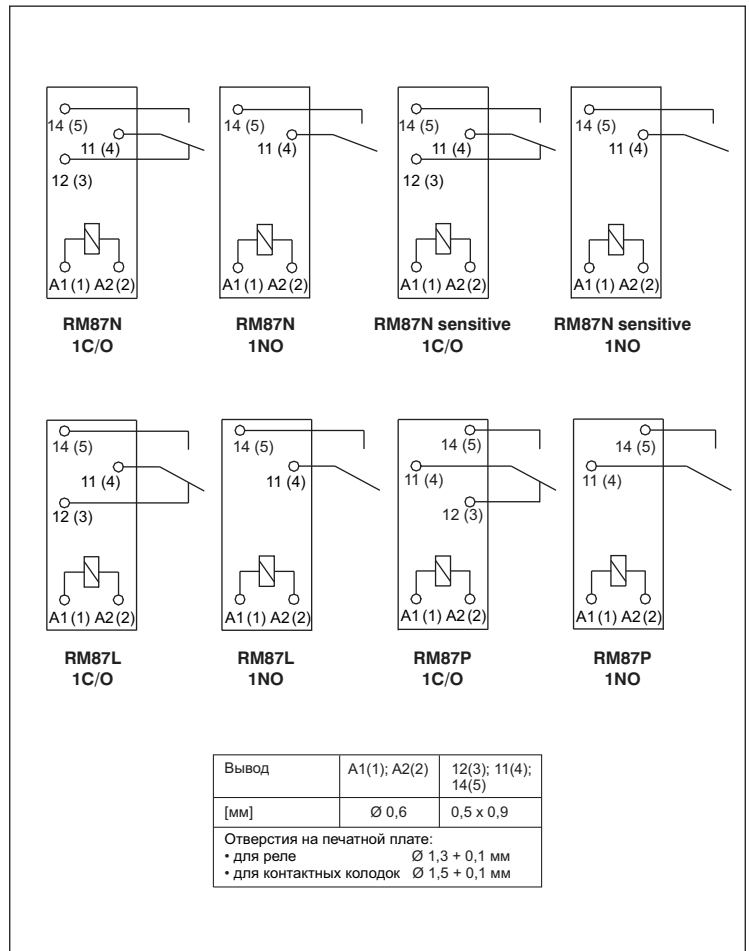 14 (5)
11 (4)
12 (3)
A1(1) A2(2)
RM87N
1C/O
14 (5)
11 (4)
A1(1) A2(2)
RM87N
1NO
14 (5)
11 (4)
12 (3)
A1(1) A2(2)
RM87N sensitive
1C/O
14 (5)
11 (4)
A1(1) A2(2)
RM87N sensitive
1NO
14 (5)
11 (4)
12 (3)
A1(1) A2(2)
RM87L
1C/O
14 (5)
11 (4)
A1(1) A2(2)
RM87L
1NO
14 (5)
11 (4)
12 (3)
A1(1) A2(2)
RM87P
1C/O
14 (5)
11 (4)
A1(1) A2(2)
RM87P
1NO
Вывод A1(1); A2(2) 12(3); 11(4);
14(5)
[мм] Ø 0,6 0,5 x 0,9
Отверстия на печатной плате:
• для реле Ø 1,3 + 0,1 мм
• для контактных колодок Ø 1,5 + 0,1 мм